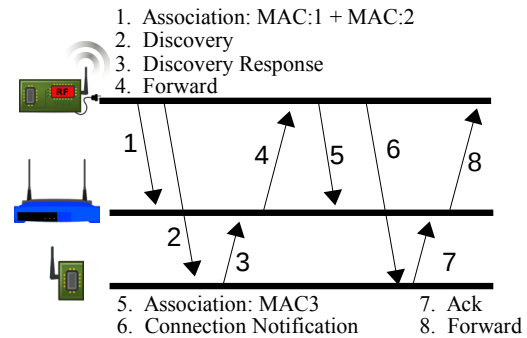 1. Association: MAC:1 + MAC:2
2. Discovery
3. Discovery Response
4. Forward
RF
1
4
5
6
8
2
3
7
5. Association: MAC3
6. Connection Notification
7. Ack
8. Forward